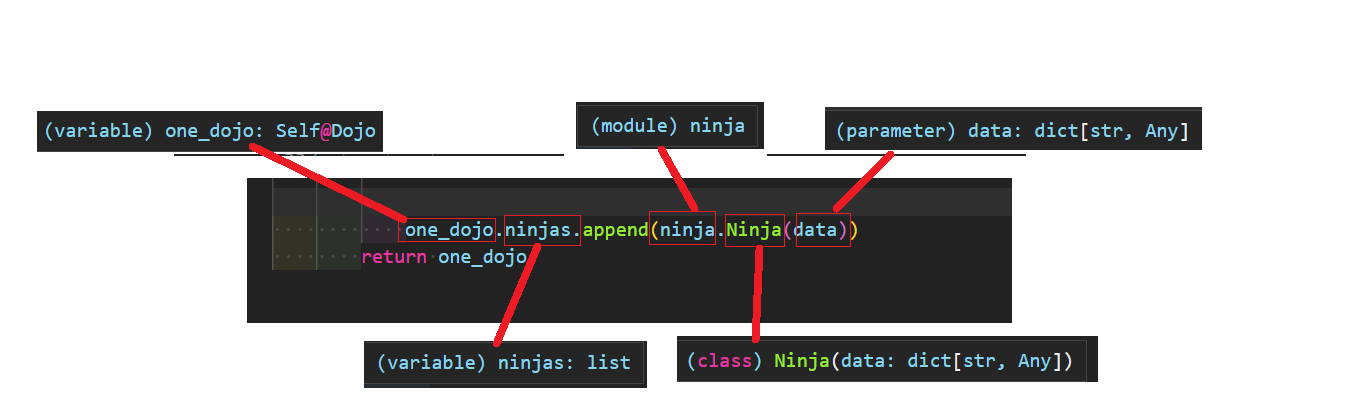 (variable) one_dojo: Self@Dojo
(module) ninja
(parameter) data: dict[str, Any]
one_dojo.ninjas.append(ninja.Ninja(data))
return one_dojo
(variable) ninjas: list
(class) Ninja(data: dict[str, Any])